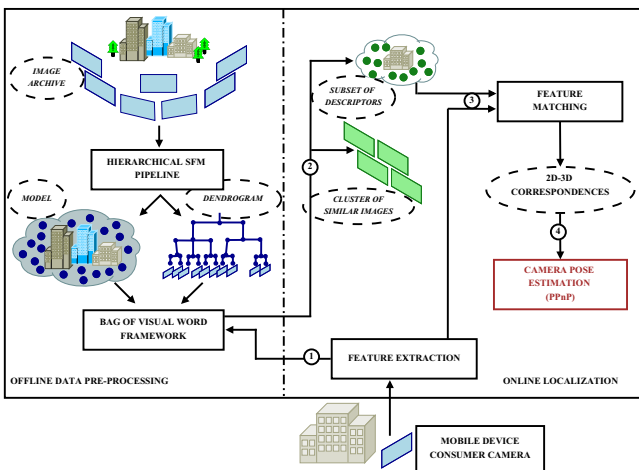 IMAGE
ARCHIVE
HIERARCHICAL SFM
PIPELINE
MODEL
DENDROGRAM
BAG OF VISUAL WORD
FRAMEWORK
OFFLINE DATA PRE-PROCESSING
SUBSET OF
DESCRIPTORS
2
CLUSTER OF
SIMILAR IMAGES
3
FEATURE
MATCHING
2D-3D
CORRESPONDENCES
4
CAMERA POSE
ESTIMATION
(PPnP)
1
FEATURE EXTRACTION
ONLINE LOCALIZATION
MOBILE DEVICE
CONSUMER CAMERA